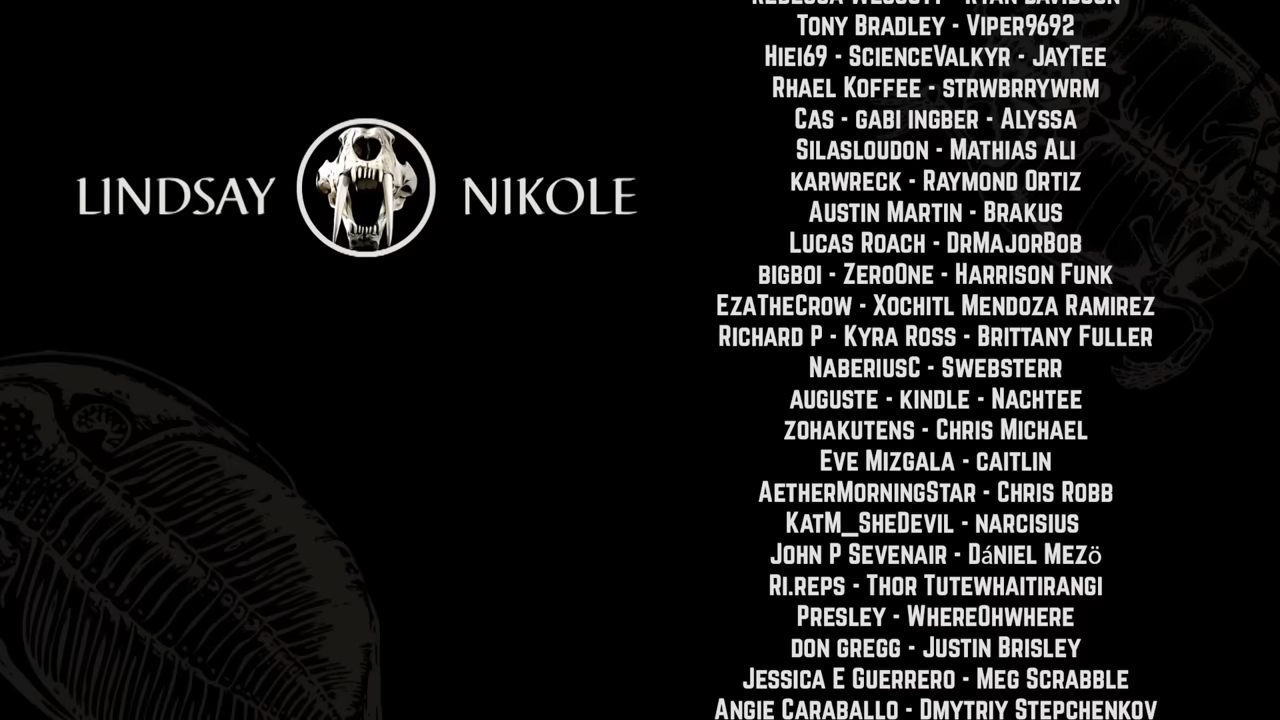 LINDSAY NIKOLE
REBECCA WESCOTT - RYAN DAVIDSON
TONY BRADLEY - VIPER9692
HIEI69 - SCIENCEVALKYR - JAYTEE
RHAEL KOFFEE - STRWBRRYWRM
CAS - GABI INGBER - ALYSSA
SILASLOUDON - MATHIAS ALI
KARWRECK - RAYMOND ORTIZ
AUSTIN MARTIN - BRAKUS
LUCAS ROACH - DRMAJORBOB
BIGBOI - ZEROONE - HARRISON FUNK
EZATHECROW - XOCHITL MENDOZA RAMIREZ
RICHARD P - KYRA ROSS - BRITTANY FULLER
NABERIUSC - SWEBSTERR
AUGUSTE - KINDLE - NACHTEE
ZOHAKUTENS - CHRIS MICHAEL
EVE MIZGALA - CAITLIN
AETHERMORNINGSTAR - CHRIS ROBB
KATM_SHEDEVIL - NARCISIUS
JOHN P SEVENAIR - DáNIEL MEZö
RI.REPS - THOR TUTEWHAITIRANGI
PRESLEY - WHEREOHWHERE
DON GREGG - JUSTIN BRISLEY
JESSICA E GUERRERO - MEG SCRABBLE
ANGIE CARABALLO - DMYTRIY STEPCHENKOV